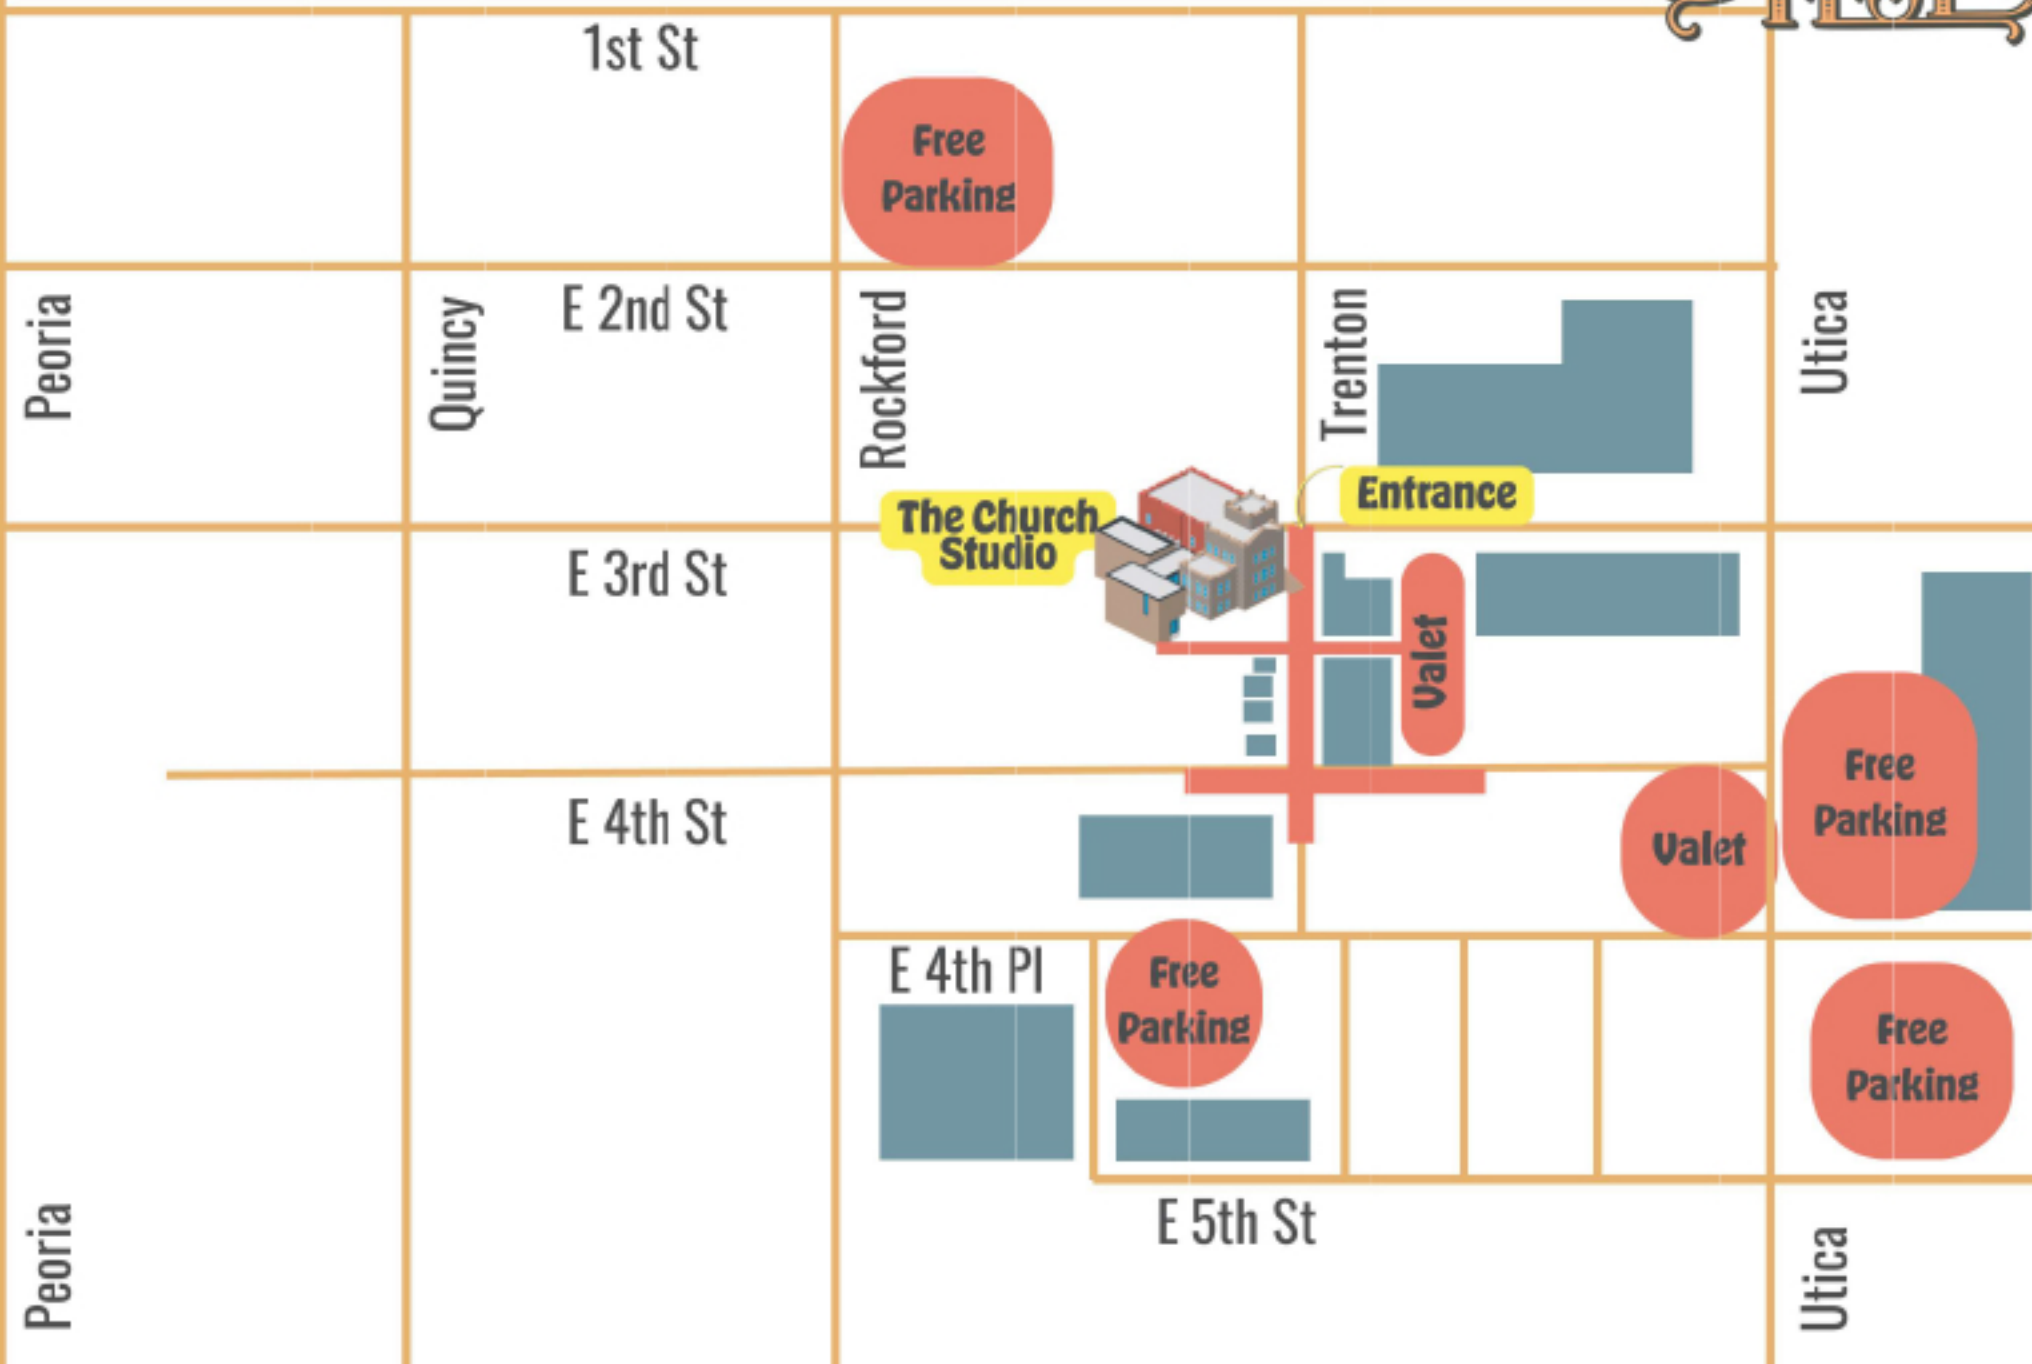 1st St
Free
Parking
E 2nd St
Peoria
Quincy
Rockford
Trenton
Utica
Entrance
The Church
Studio
E 3rd St
Valet
E 4th St
Valet
Free
Parking
E 4th Pl
Free
Parking
Free
Parking
E 5th St
Peoria
Utica